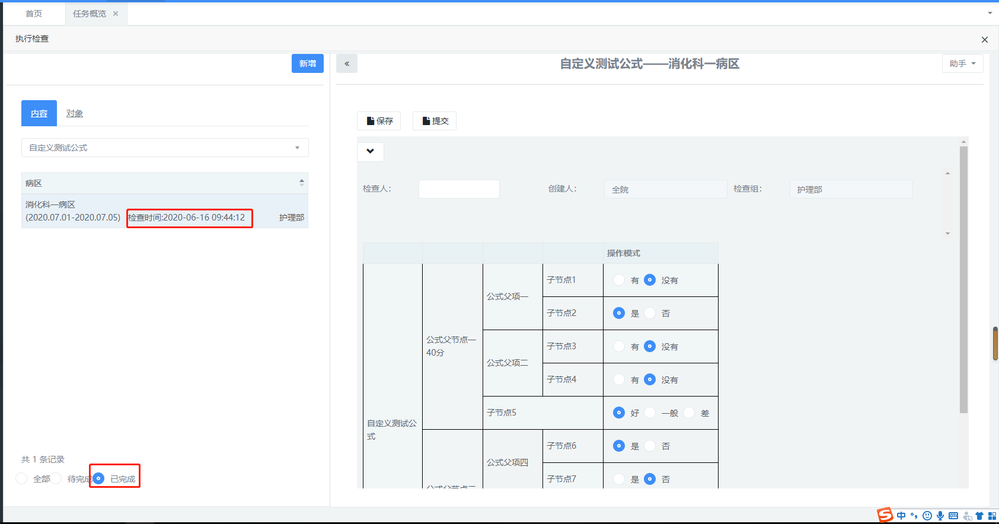 首页
任务概览 ×
执行检查
×
新增
«
自定义测试公式——消化科一病区
助手
内容
对象
保存
提交
自定义测试公式
病区
消化科一病区
(2020.07.01-2020.07.05)
检查时间:2020-06-16 09:44:12
护理部
检查人：
创建人：
全院
检查组：
护理部
操作模式
子节点1
有
没有
公式父项一
子节点2
是
否
公式父节点一
40分
子节点3
有
没有
公式父项二
子节点4
有
没有
子节点5
好
一般
差
自定义测试公
式
子节点6
是
否
公式父项四
子节点7
是
否
共 1 条记录
全部
待完成
已完成
中